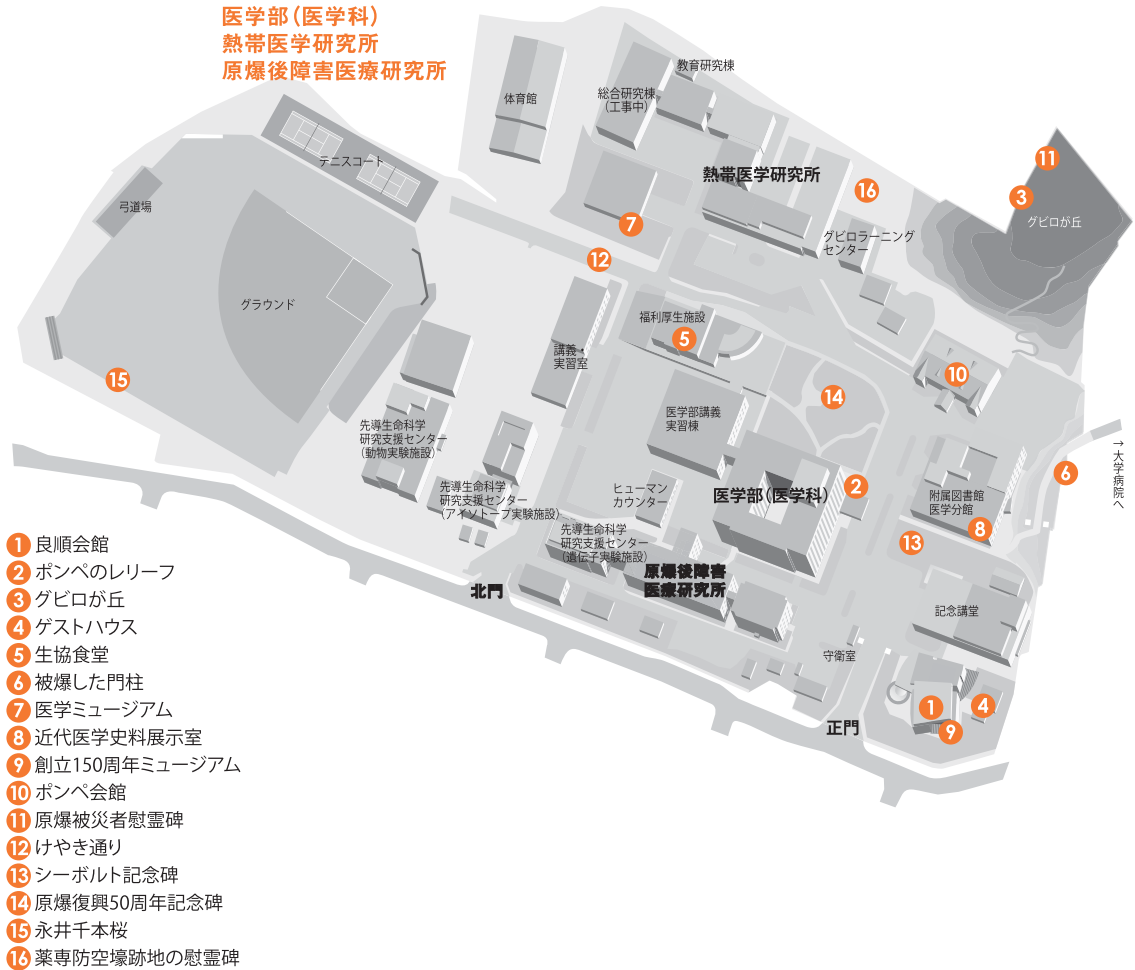 医学部（医学科）
熱帯医学研究所
原爆後障害医療研究所
体育館
総合研究棟
（工事中）
教育研究棟
テニスコート
弓道場
熱帯医学研究所
16
11
3
グビロが丘
7
12
グビロラーニング
センター
グラウンド
福利厚生施設
5
講義・
実習室
15
10
14
医学部講義
実習棟
先導生命科学
研究支援センター
（動物実験施設）
→大学病院へ
6
先導生命科学
研究支援センター
（アイソトープ実験施設）
ヒューマン
カウンター
医学部（医学科）
2
附属図書館
医学分館
8
13
先導生命科学
研究支援センター
（遺伝子実験施設）
原爆後障害
医療研究所
北門
記念講堂
守衛室
1
4
9
正門
1 良順会館
2 ポンペのレリーフ
3 グビロが丘
4 ゲストハウス
5 生協食堂
6 被爆した門柱
7 医学ミュージアム
8 近代医学史料展示室
9 創立150周年ミュージアム
10 ポンペ会館
11 原爆被災者慰霊碑
12 けやき通り
13 シーボルト記念碑
14 原爆復興50周年記念碑
15 永井千本桜
16 薬専防空壕跡地の慰霊碑